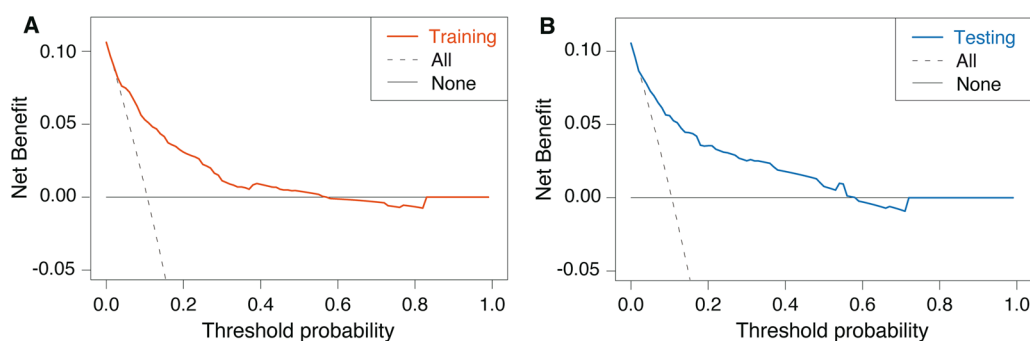 A
Training
All
None
Net Benefit
0.10
0.05
0.00
-0.05
0.0 0.2 0.4 0.6 0.8 1.0
Threshold probability
B
Testing
All
None
Net Benefit
0.10
0.05
0.00
-0.05
0.0 0.2 0.4 0.6 0.8 1.0
Threshold probability